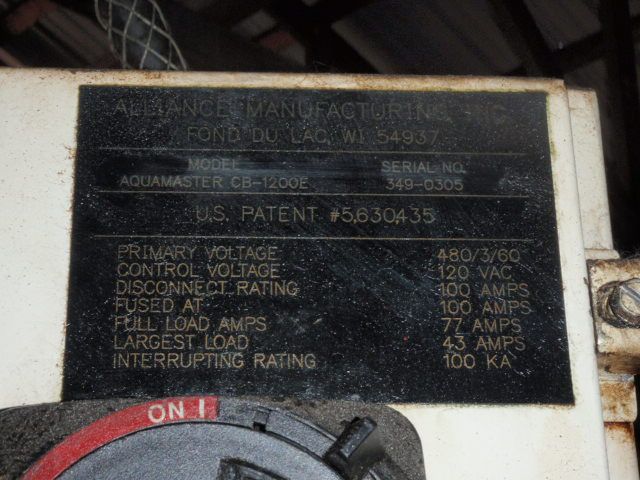 ALLIANCE MANUFACTURING, INC.
FOND DU LAC, WI 54937
MODEL SERIAL NO.
AQUAMASTER CB-1200E 349-0305
U.S. PATENT #5,630,435
PRIMARY VOLTAGE 480/3/60
CONTROL VOLTAGE 120 VAC
DISCONNECT RATING 100 AMPS
FUSED AT 100 AMPS
FULL LOAD AMPS 77 AMPS
LARGEST LOAD 43 AMPS
INTERRUPTING RATING 100 KA
ON I